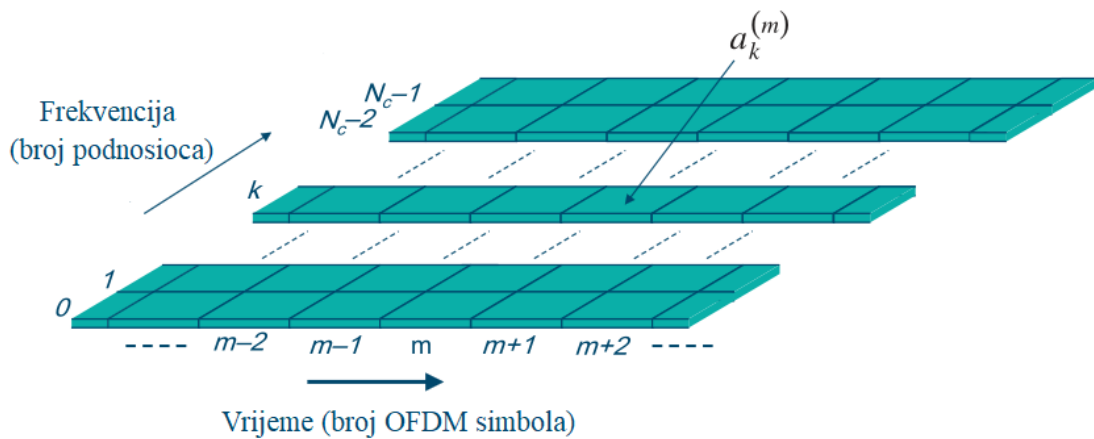 a_k^{(m)}
Frekvencija
(broj podnosioca)
N_c–1
N_c–2
k
1
0
m–2 m–1 m m+1 m+2
Vrijeme (broj OFDM simbola)